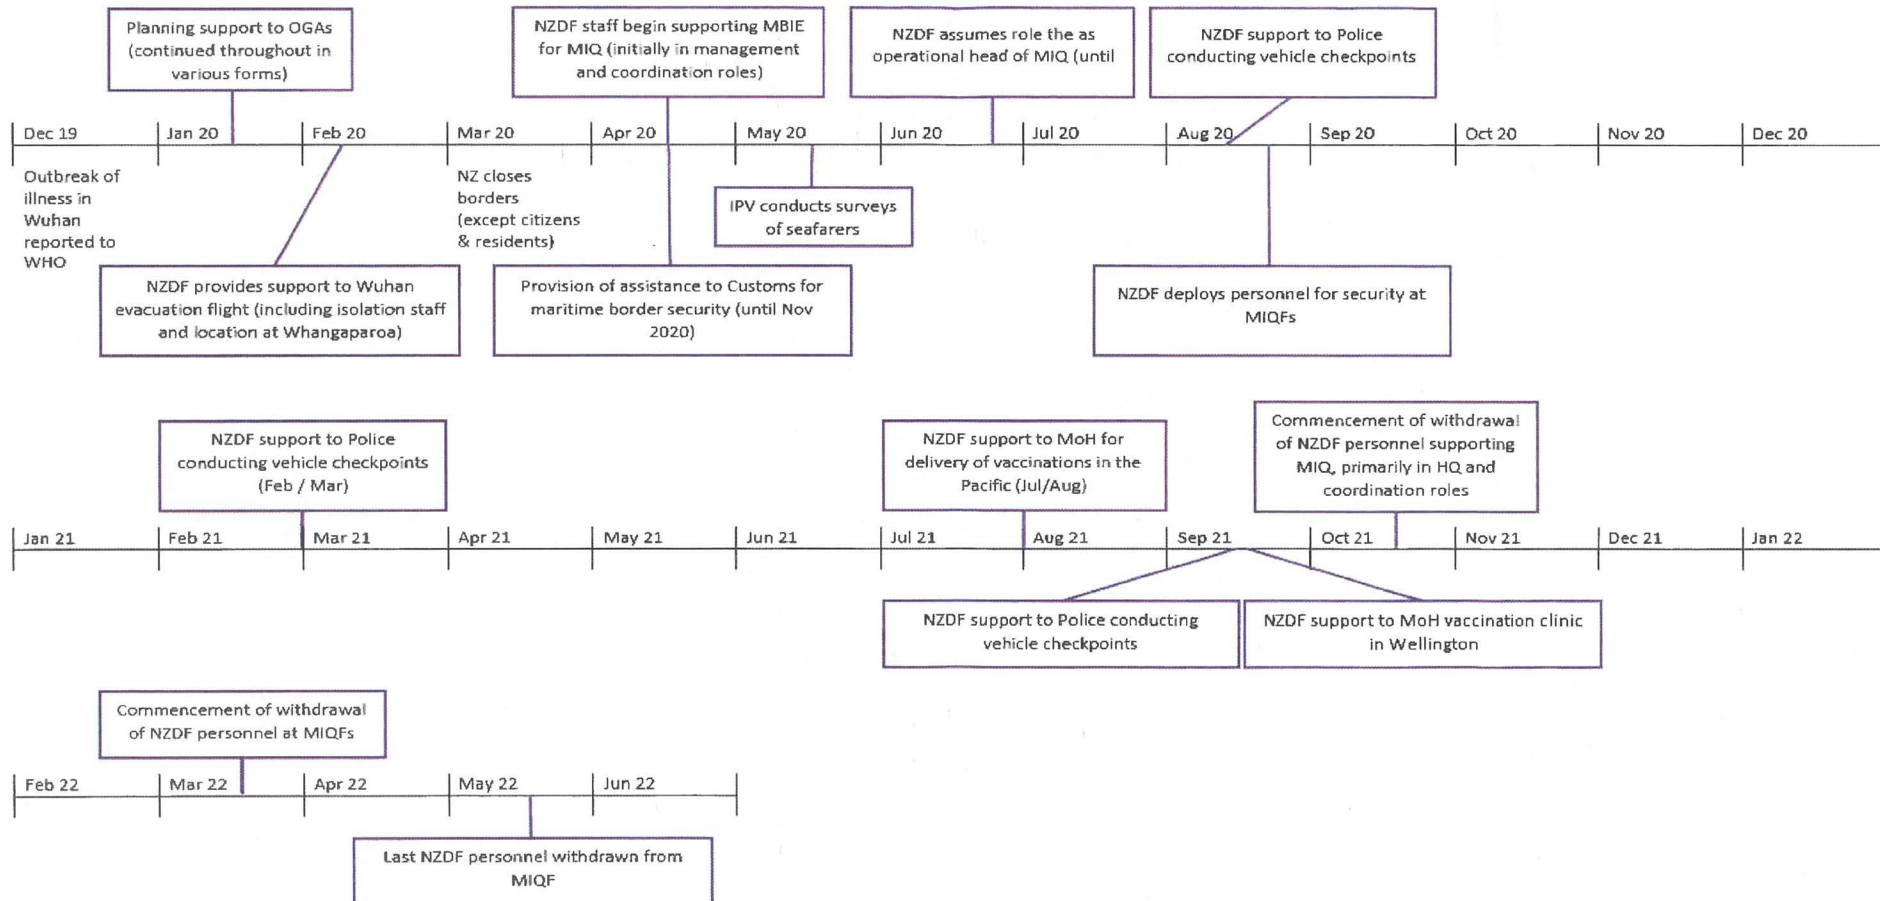 Planning support to OGAs
(continued throughout in
various forms)
NZDF staff begin supporting MBIE
for MIQ (initially in management
and coordination roles)
NZDF assumes role the as
operational head of MIQ (until
NZDF support to Police
conducting vehicle checkpoints
Dec 19
Jan 20
Feb 20
Mar 20
Apr 20
May 20
Jun 20
Jul 20
Aug 20
Sep 20
Oct 20
Nov 20
Dec 20
Outbreak of
illness in
Wuhan
reported to
WHO
NZ closes
borders
(except citizens
& residents)
IPV conducts surveys
of seafarers
NZDF provides support to Wuhan
evacuation flight (including isolation staff
and location at Whangaparoa)
Provision of assistance to Customs for
maritime border security (until Nov
2020)
NZDF deploys personnel for security at
MIQFs
NZDF support to Police
conducting vehicle checkpoints
(Feb / Mar)
NZDF support to MoH for
delivery of vaccinations in the
Pacific (Jul/Aug)
Commencement of withdrawal
of NZDF personnel supporting
MIQ, primarily in HQ and
coordination roles
Jan 21
Feb 21
Mar 21
Apr 21
May 21
Jun 21
Jul 21
Aug 21
Sep 21
Oct 21
Nov 21
Dec 21
Jan 22
NZDF support to Police conducting
vehicle checkpoints
NZDF support to MoH vaccination clinic
in Wellington
Commencement of withdrawal
of NZDF personnel at MIQFs
Feb 22
Mar 22
Apr 22
May 22
Jun 22
Last NZDF personnel withdrawn from
MIQF